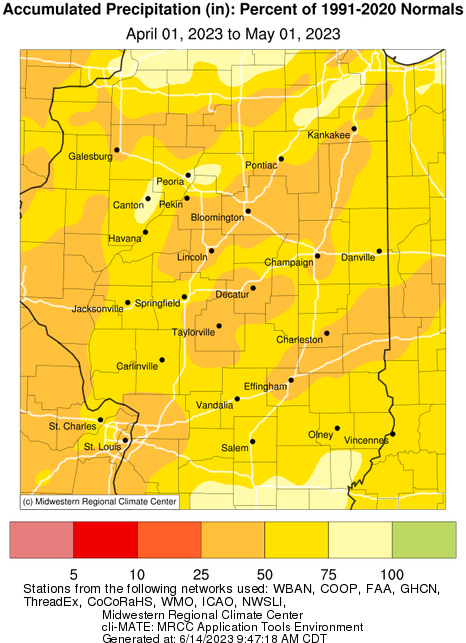 Accumulated Precipitation (in): Percent of 1991-2020 Normals
April 01, 2023 to May 01, 2023
Kankakee
Galesburg
Pontiac
Peoria
Canton
Pekin
Bloomington
Havana
Lincoln
Champaign
Danville
Decatur
Springfield
Jacksonville
Taylorville
Charleston
Carlinville
Effingham
Vandalia
St. Charles
Olney
Vincennes
St. Louis
Salem
(c) Midwestern Regional Climate Center
5 10 25 50 75 100
Stations from the following networks used: WBAN, COOP, FAA, GHCN,
ThreadEx, CoCoRaHS, WMO, ICAO, NWSLI,
Midwestern Regional Climate Center
cli-MATE: MRCC Application Tools Environment
Generated at: 6/14/2023 9:47:18 AM CDT